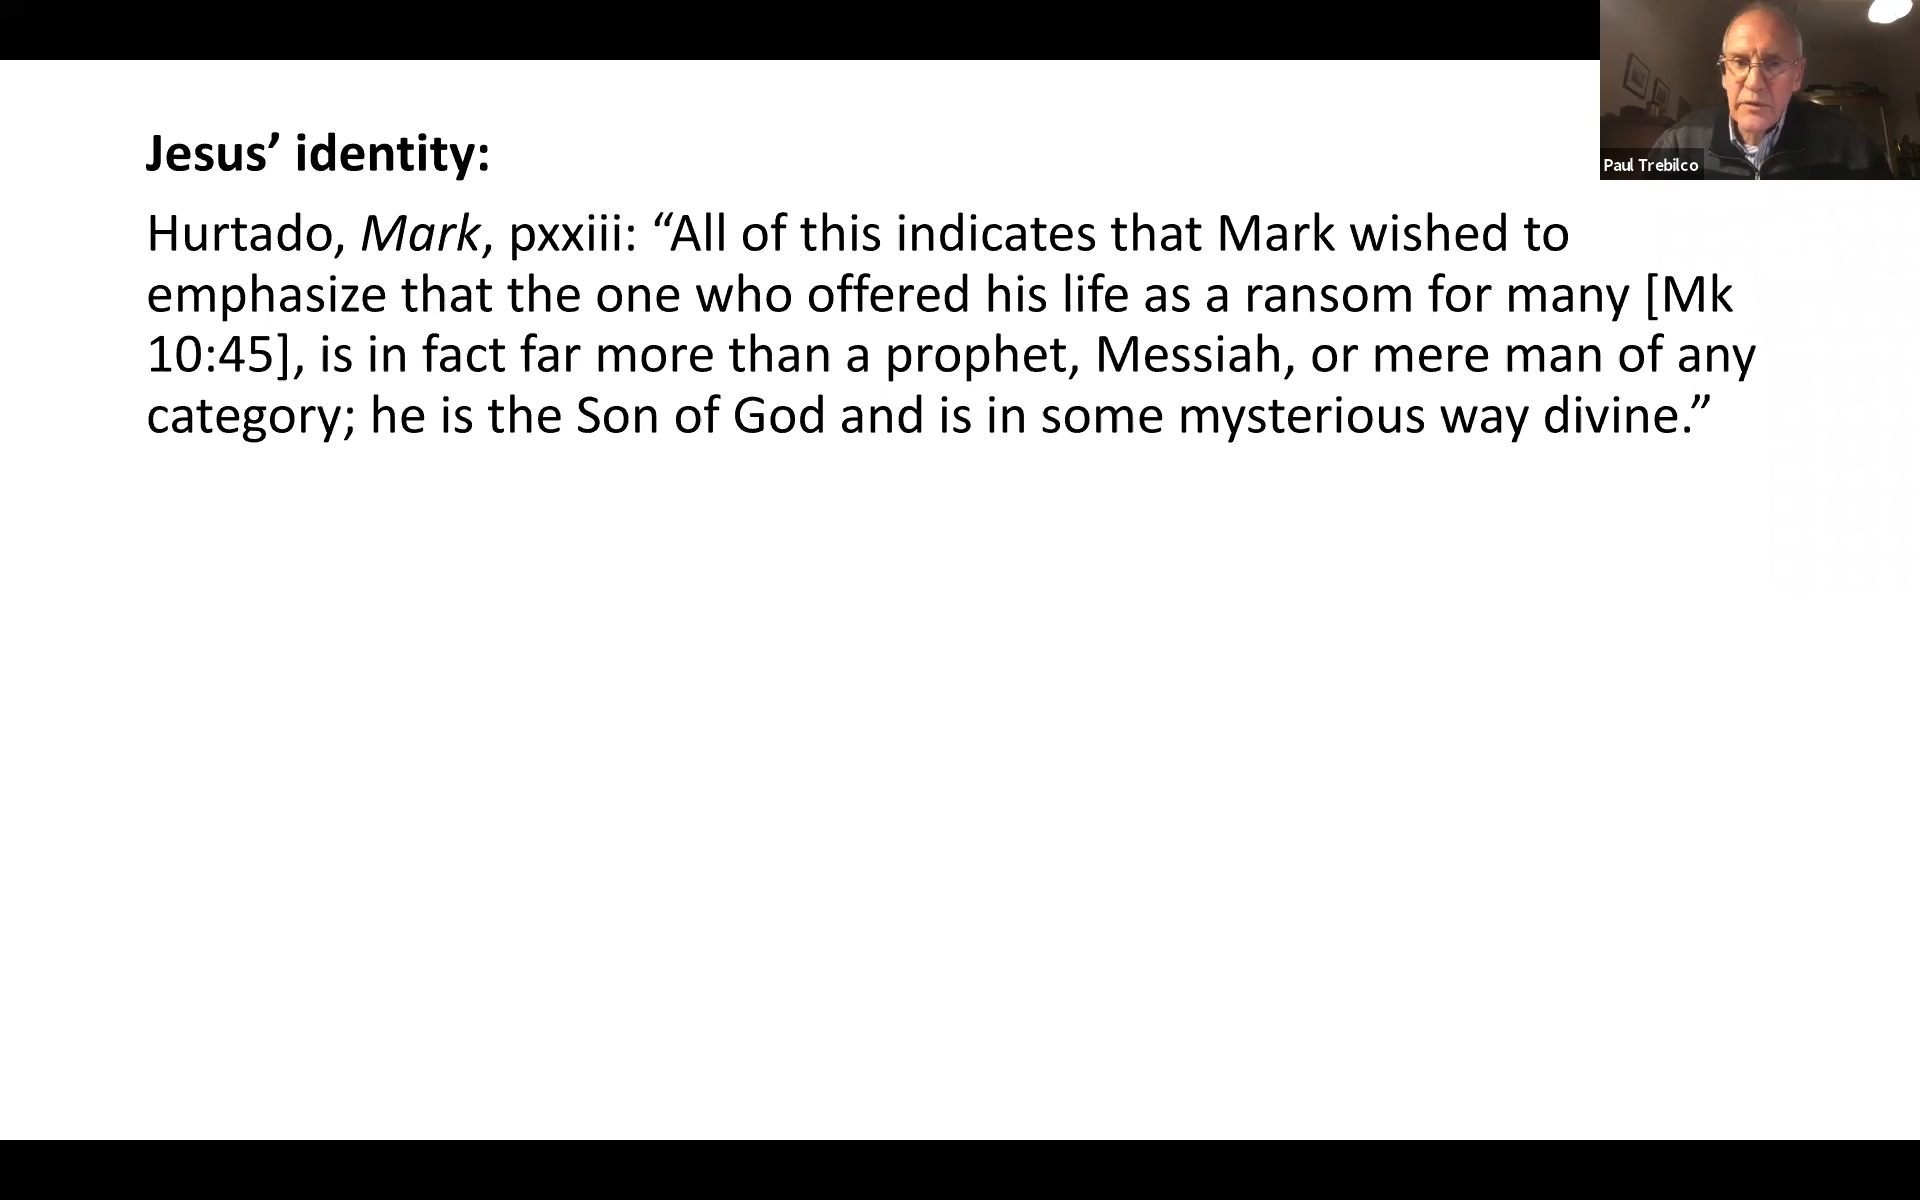 Jesus’ identity:
Hurtado, Mark, pxxiii: “All of this indicates that Mark wished to
emphasize that the one who offered his life as a ransom for many [Mk
10:45], is in fact far more than a prophet, Messiah, or mere man of any
category; he is the Son of God and is in some mysterious way divine.”
Paul Trebilco